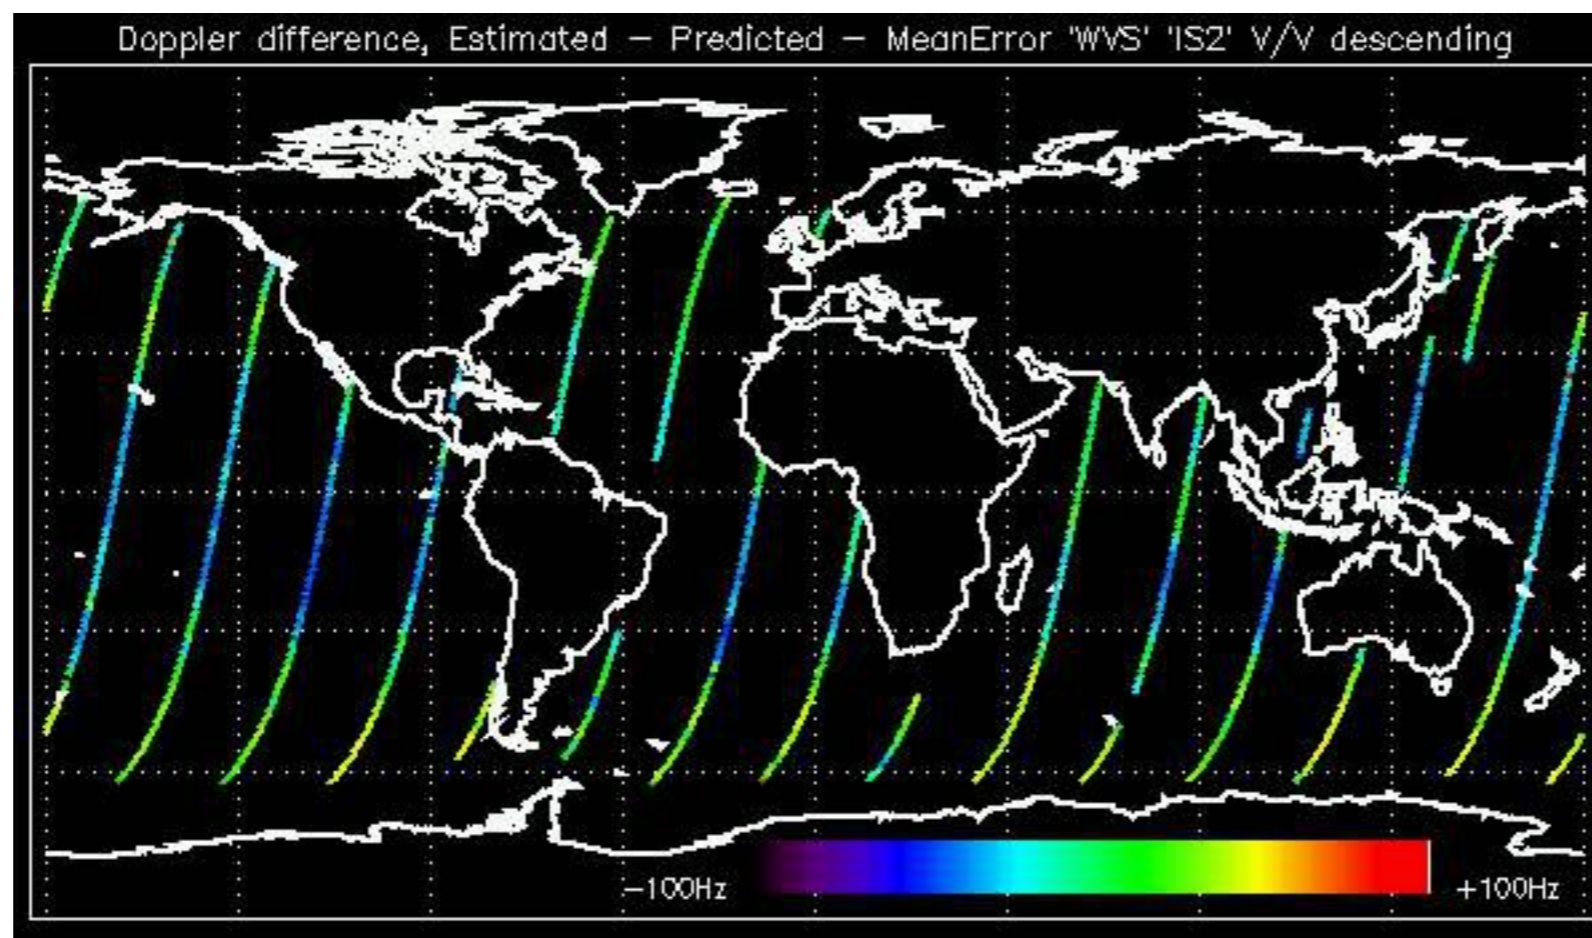 Doppler difference, Estimated - Predicted - MeanError 'WVS' 'IS2' V/V descending
-100Hz +100Hz